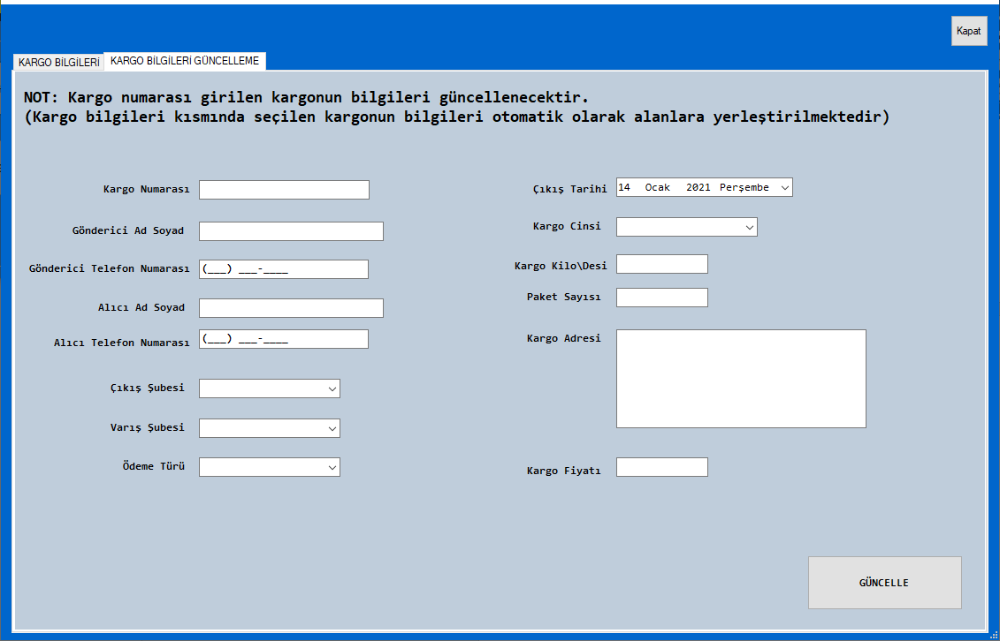 Kapat
KARGO BİLGİLERİ
KARGO BİLGİLERİ GÜNCELLEME
NOT: Kargo numarası girilen kargonun bilgileri güncellenecektir.
(Kargo bilgileri kısmında seçilen kargonun bilgileri otomatik olarak alanlara yerleştirilmektedir)
Kargo Numarası
Gönderici Ad Soyad
Gönderici Telefon Numarası (___) ___-____
Alıcı Ad Soyad
Alıcı Telefon Numarası (___) ___-____
Çıkış Şubesi
Varış Şubesi
Ödeme Türü
Çıkış Tarihi 14 Ocak 2021 Perşembe
Kargo Cinsi
Kargo Kilo\Desi
Paket Sayısı
Kargo Adresi
Kargo Fiyatı
GÜNCELLE